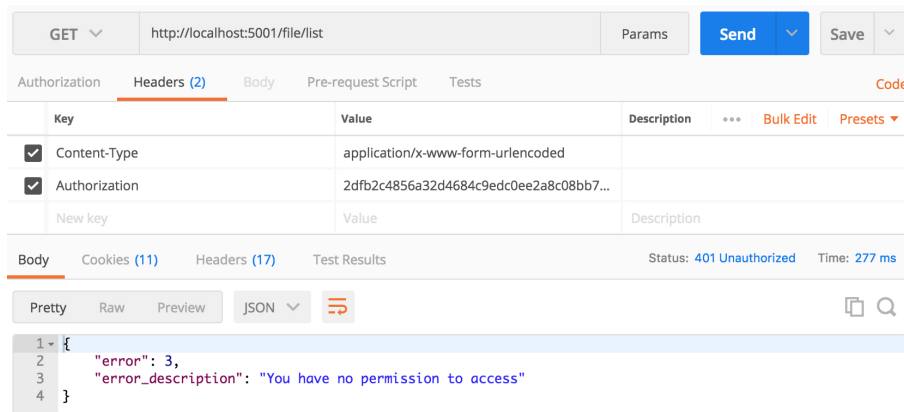 GET http://localhost:5001/file/list Params Send Save
Authorization Headers (2) Body Pre-request Script Tests Code
Key Value Description ••• Bulk Edit Presets
Content-Type application/x-www-form-urlencoded
Authorization 2dfb2c4856a32d4684c9edc0ee2a8c08bb7...
New key Value Description
Body Cookies (11) Headers (17) Test Results Status: 401 Unauthorized Time: 277 ms
Pretty Raw Preview JSON
1 {
2 "error": 3,
3 "error_description": "You have no permission to access"
4 }